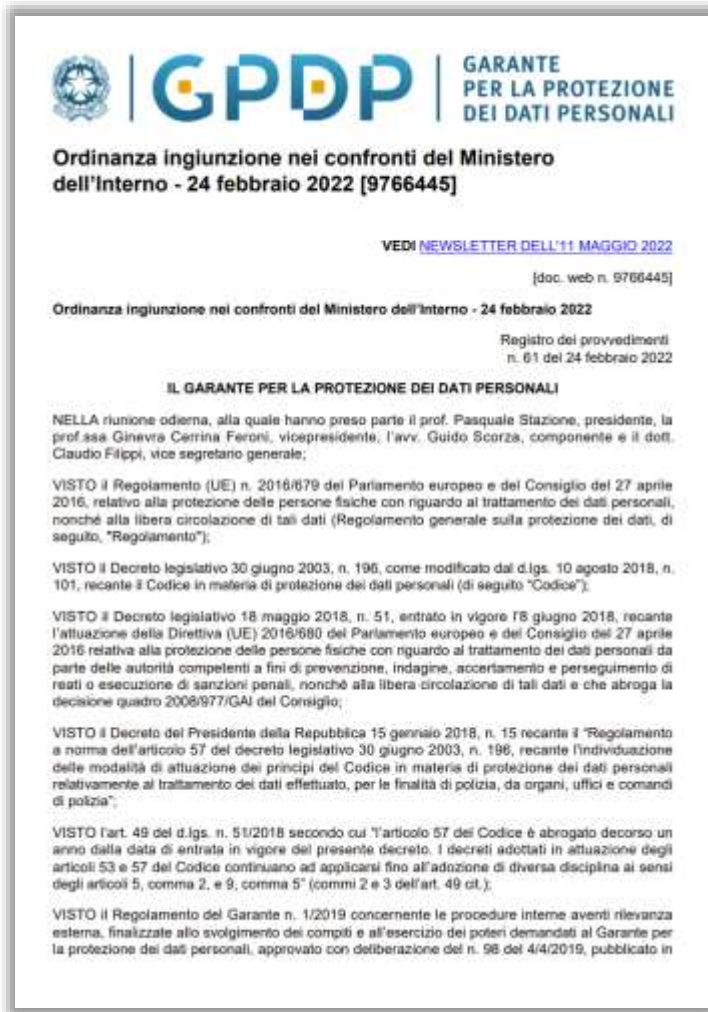 GPDP
GARANTE
PER LA PROTEZIONE
DEI DATI PERSONALI
Ordinanza ingiunzione nei confronti del Ministero
dell'Interno - 24 febbraio 2022 [9766445]
VEDI NEWSLETTER DELL'11 MAGGIO 2022
[doc. web n. 9766445]
Ordinanza ingiunzione nei confronti del Ministero dell'Interno - 24 febbraio 2022
Registro dei provvedimenti
n. 61 del 24 febbraio 2022
IL GARANTE PER LA PROTEZIONE DEI DATI PERSONALI
NELLA riunione odierna, alla quale hanno preso parte il prof. Pasquale Stazione, presidente, la
prof.ssa Ginevra Cerrina Feroni, vicepresidente, l'avv. Guido Scorza, componente e il dott.
Claudio Filippi, vice segretario generale;
VISTO il Regolamento (UE) n. 2016/679 del Parlamento europeo e del Consiglio del 27 aprile
2016, relativo alla protezione delle persone fisiche con riguardo al trattamento dei dati personali,
nonché alla libera circolazione di tali dati (Regolamento generale sulla protezione dei dati, di
seguito, "Regolamento");
VISTO il Decreto legislativo 30 giugno 2003, n. 196, come modificato dal d.lgs. 10 agosto 2018, n.
101, recante il Codice in materia di protezione dei dati personali (di seguito "Codice");
VISTO il Decreto legislativo 18 maggio 2018, n. 51, entrato in vigore l'8 giugno 2018, recante
l'attuazione della Direttiva (UE) 2016/680 del Parlamento europeo e del Consiglio del 27 aprile
2016 relativa alla protezione delle persone fisiche con riguardo al trattamento dei dati personali da
parte delle autorità competenti a fini di prevenzione, indagine, accertamento e perseguimento di
reati o esecuzione di sanzioni penali, nonché alla libera circolazione di tali dati e che abroga la
decisione quadro 2008/977/GAI del Consiglio;
VISTO il Decreto del Presidente della Repubblica 15 gennaio 2018, n. 15 recante il "Regolamento
a norma dell'articolo 57 del decreto legislativo 30 giugno 2003, n. 196, recante l'individuazione
delle modalità di attuazione dei principi del Codice in materia di protezione dei dati personali
relativamente al trattamento dei dati effettuato, per le finalità di polizia, da organi, uffici e comandi
di polizia";
VISTO l'art. 49 del d.lgs. n. 51/2018 secondo cui "l'articolo 57 del Codice è abrogato decorso un
anno dalla data di entrata in vigore del presente decreto. I decreti adottati in attuazione degli
articoli 53 e 57 del Codice continuano ad applicarsi fino all'adozione di diversa disciplina ai sensi
degli articoli 5, comma 2, e 9, comma 5" (commi 2 e 3 dell'art. 49 cit.);
VISTO il Regolamento del Garante n. 1/2019 concernente le procedure interne aventi rilevanza
esterna, finalizzate allo svolgimento dei compiti e all'esercizio dei poteri demandati al Garante per
la protezione dei dati personali, approvato con deliberazione del n. 98 del 4/4/2019, pubblicato in